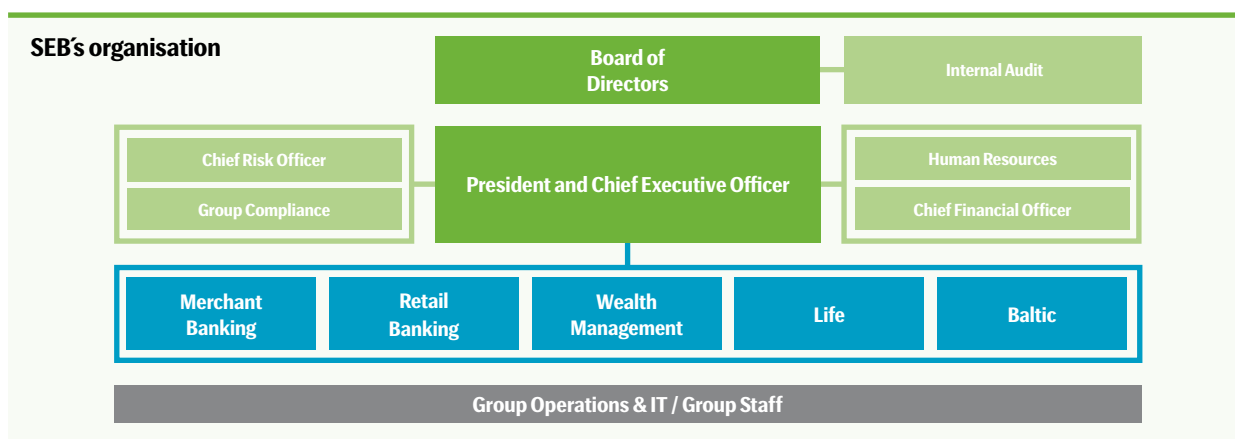 SEB´s organisation
Board of
Directors
Internal Audit
Chief Risk Officer
Group Compliance
President and Chief Executive Officer
Human Resources
Chief Financial Officer
Merchant
Banking
Retail
Banking
Wealth
Management
Life
Baltic
Group Operations & IT / Group Staff